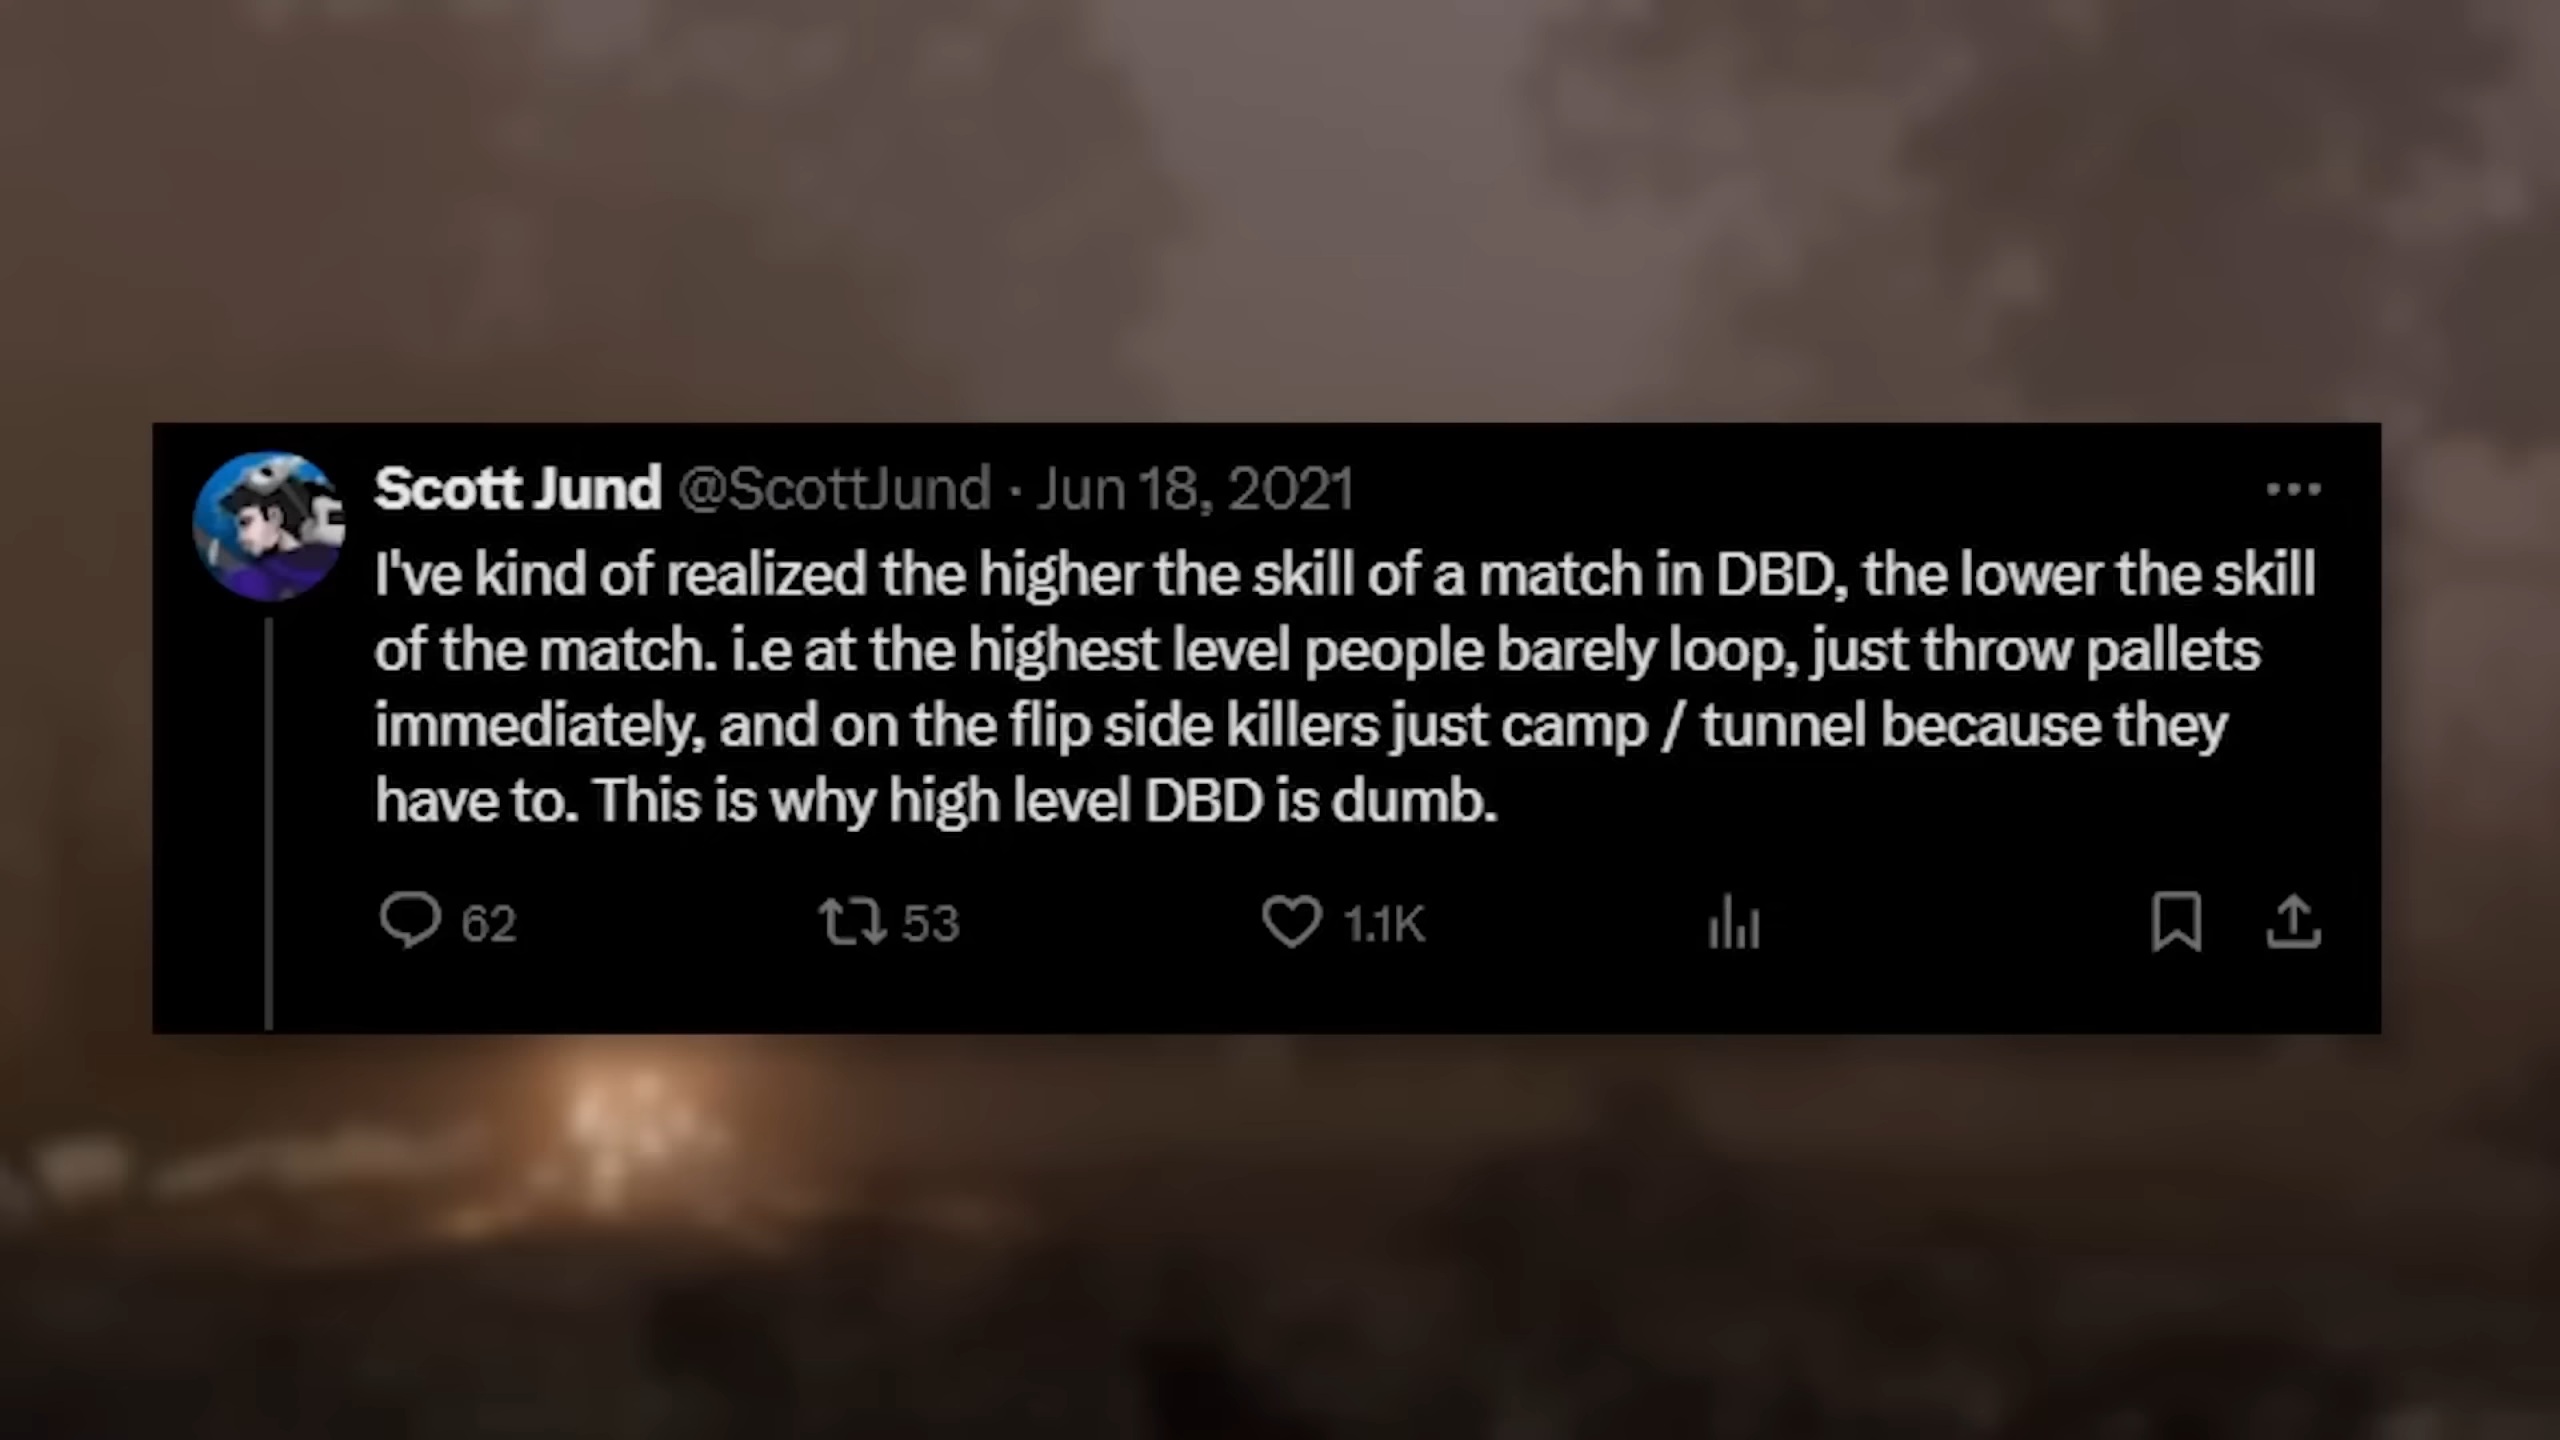 Scott Jund @ScottJund · Jun 18, 2021
I've kind of realized the higher the skill of a match in DBD, the lower the skill
of the match. i.e at the highest level people barely loop, just throw pallets
immediately, and on the flip side killers just camp / tunnel because they
have to. This is why high level DBD is dumb.
62 53 1.1K